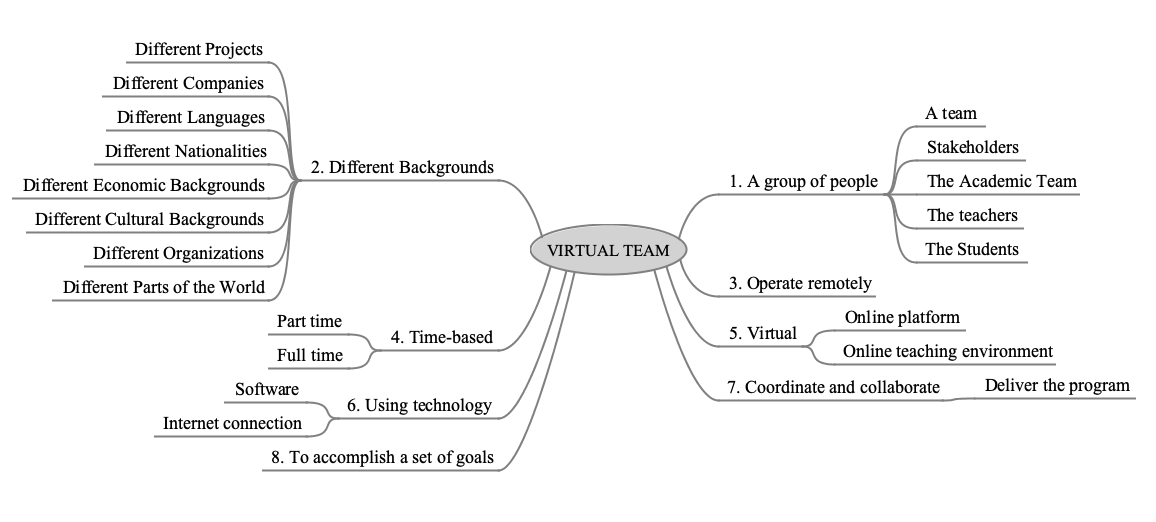 VIRTUAL TEAM
1. A group of people
A team
Stakeholders
The Academic Team
The teachers
The Students
2. Different Backgrounds
Different Projects
Different Companies
Different Languages
Different Nationalities
Different Economic Backgrounds
Different Cultural Backgrounds
Different Organizations
Different Parts of the World
3. Operate remotely
4. Time-based
Part time
Full time
5. Virtual
Online platform
Online teaching environment
6. Using technology
Software
Internet connection
7. Coordinate and collaborate
Deliver the program
8. To accomplish a set of goals